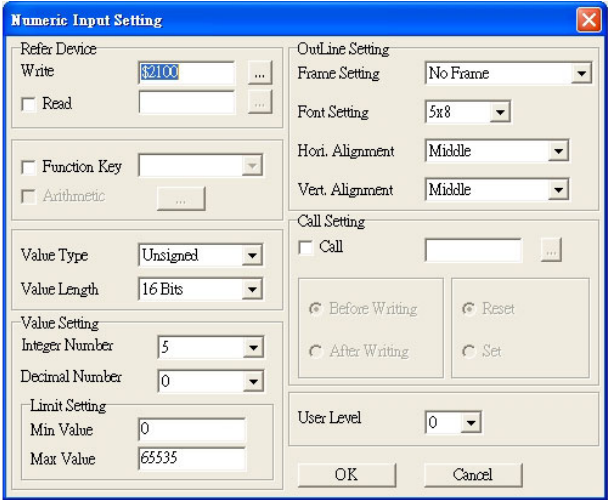 Numeric Input Setting
Refer Device
Write $2100 ...
Read ...
Function Key
Arithmetic ...
Value Type Unsigned
Value Length 16 Bits
Value Setting
Integer Number 5
Decimal Number 0
Limit Setting
Min Value 0
Max Value 65535
OutLine Setting
Frame Setting No Frame
Font Setting 5x8
Hori. Alignment Middle
Vert. Alignment Middle
Call Setting
Call ...
Before Writing
After Writing
Reset
Set
User Level 0
OK Cancel